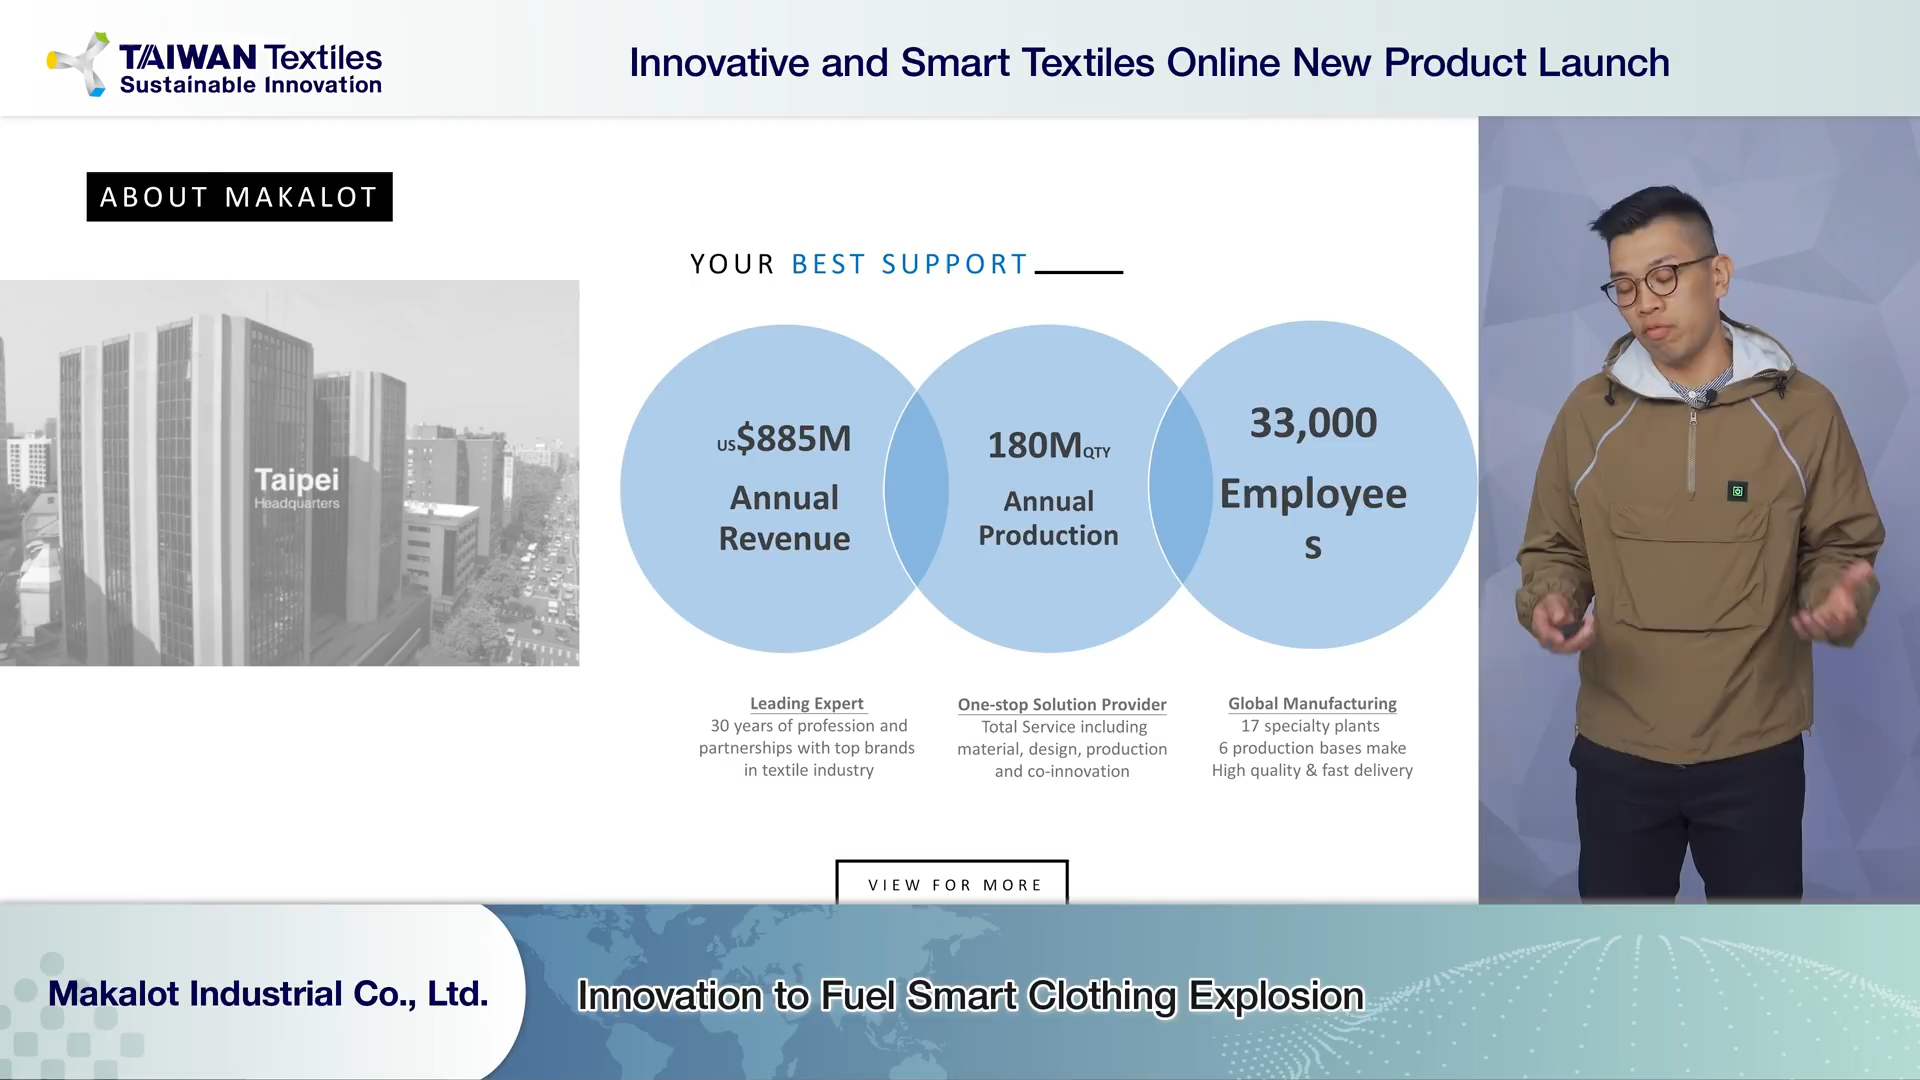 TAIWAN Textiles
Sustainable Innovation
Innovative and Smart Textiles Online New Product Launch
ABOUT MAKALOT
YOUR BEST SUPPORT
Taipei
Headquarters
US$885M
Annual
Revenue
180MQTY
Annual
Production
33,000
Employee
s
Leading Expert
30 years of profession and
partnerships with top brands
in textile industry
One-stop Solution Provider
Total Service including
material, design, production
and co-innovation
Global Manufacturing
17 specialty plants
6 production bases make
High quality & fast delivery
VIEW FOR MORE
Makalot Industrial Co., Ltd.
Innovation to Fuel Smart Clothing Explosion